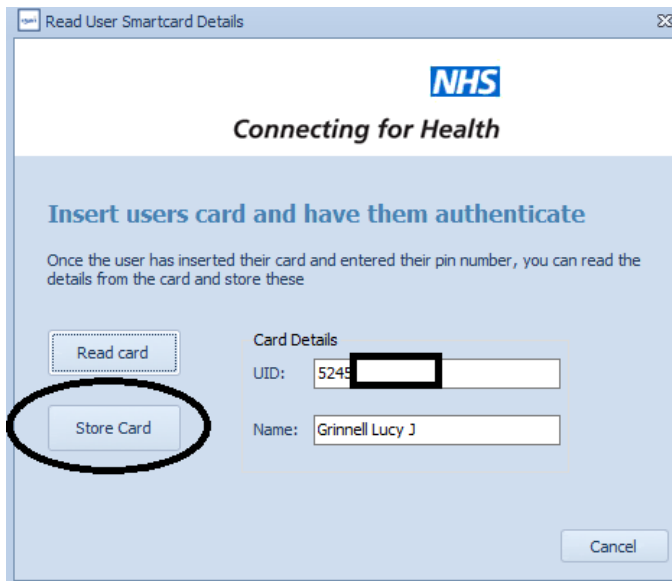 Read User Smartcard Details
NHS
Connecting for Health
Insert users card and have them authenticate
Once the user has inserted their card and entered their pin number, you can read the
details from the card and store these
Read card
Card Details
UID: 5245
Store Card
Name: Grinnell Lucy J
Cancel